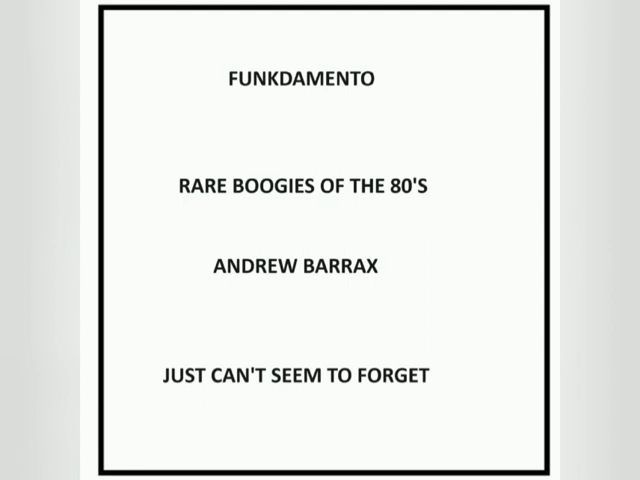 FUNKDAMENTO
RARE BOOGIES OF THE 80'S
ANDREW BARRAX
JUST CAN'T SEEM TO FORGET